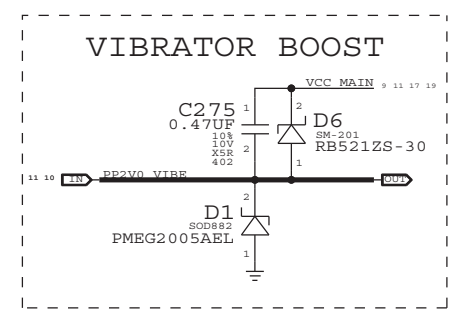 VIBRATOR BOOST
VCC_MAIN 9 11 17 19
C275 1
0.47UF
10%
10V
X5R
402
2
2
D6
SM-201
RB521ZS-30
1
11 10 IN PP2V0_VIBE OUT
2
D1
SOD882
PMEG2005AEL
1